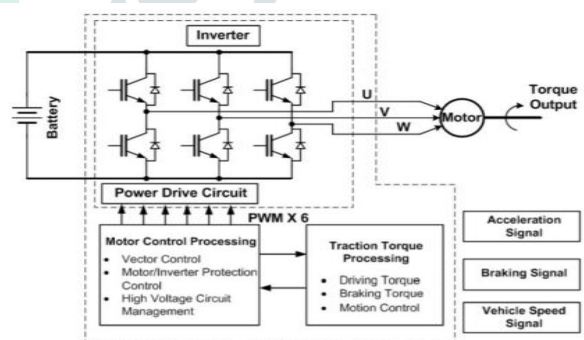 Inverter
Battery
U
V
W
Motor
Torque
Output
Power Drive Circuit
PWM X 6
Motor Control Processing
• Vector Control
• Motor/Inverter Protection
Control
• High Voltage Circuit
Management
Traction Torque
Processing
• Driving Torque
• Braking Torque
• Motion Control
Acceleration
Signal
Braking Signal
Vehicle Speed
Signal